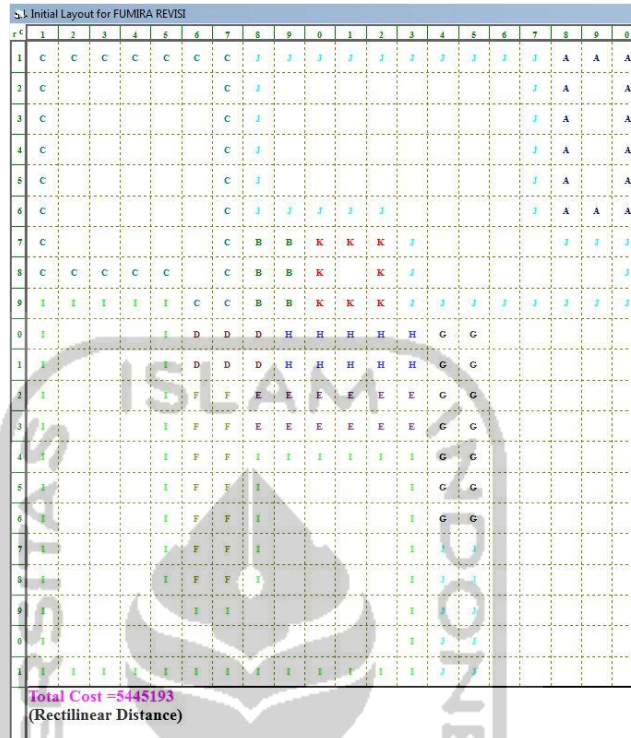 Initial Layout for FUMIRA REVISI
r c 1 2 3 4 5 6 7 8 9 0 1 2 3 4 5 6 7 8 9 0
1 C C C C C C C J J J J J J J J J J A A A
2 C C J J A A
3 C C J J A A
4 C C J J A A
5 C C J J A A
6 C C J J J J J J A A A
7 C C B B K K K J J J J
8 C C C C C C B B K K J J
9 I I I I I C C B B K K K J J J J J J J J
0 I I D D D H H H H H G G
1 I I D D D H H H H H G G
2 I I F F E E E E E E G G
3 I I F F E E E E E E G G
4 I I F F I I I I I I G G
5 I I F F I I G G
6 I I F F I I G G
7 I I F F I I J J
8 I I F F I I J J
9 I I I I J J
0 I I J J
1 I I I I I I I I I I I I I J J
Total Cost =5445193
(Rectilinear Distance)
ISLAM